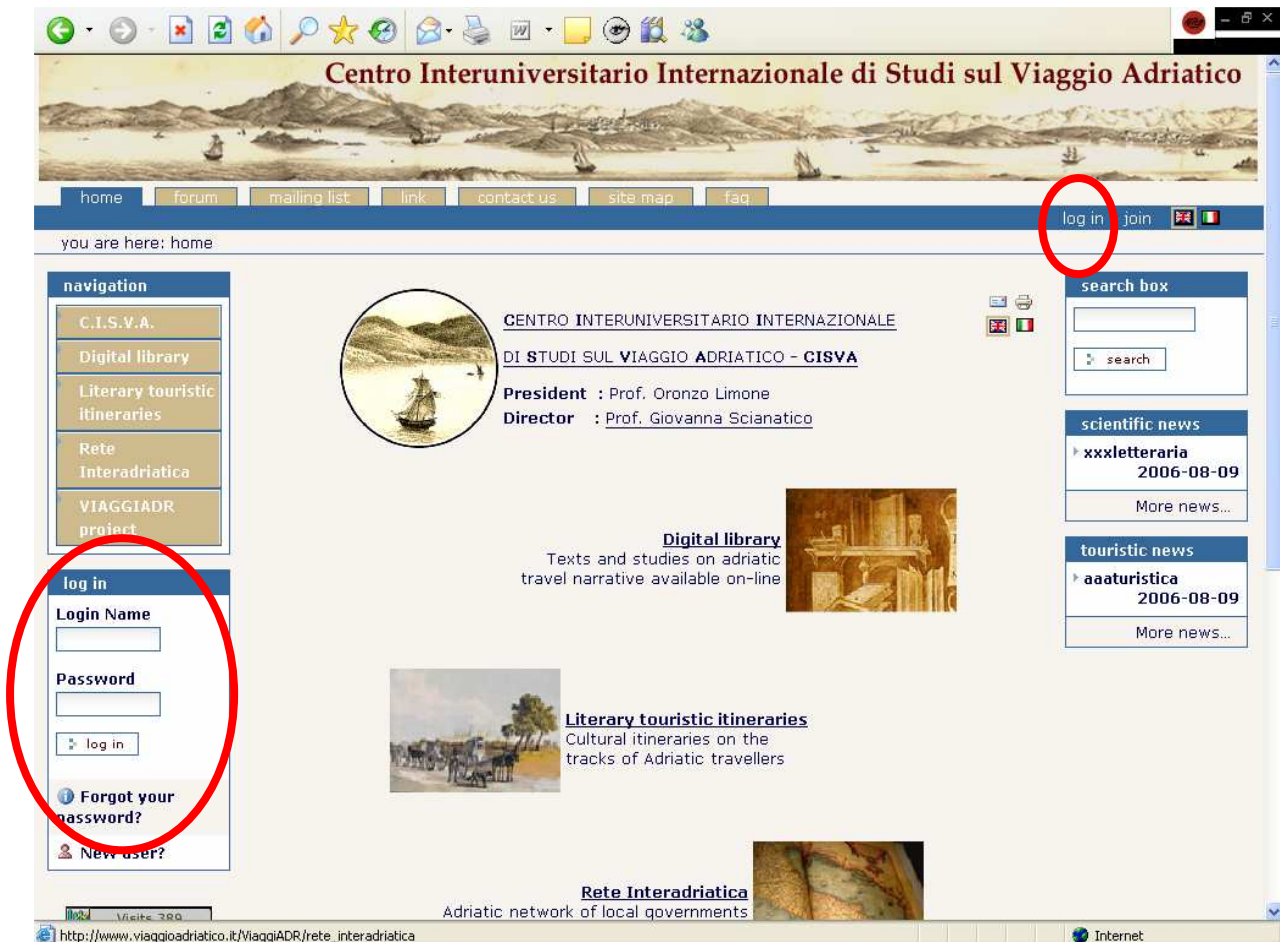 Centro Interuniversitario Internazionale di Studi sul Viaggio Adriatico
home forum mailing list link contact us site map faq
log in join
you are here: home
navigation
C.I.S.V.A.
Digital library
Literary touristic
itineraries
Rete
Interadriatica
VIAGGIADR
project
log in
Login Name
Password
log in
Forgot your
password?
New user?
Visits 389
CENTRO INTERUNIVERSITARIO INTERNAZIONALE
DI STUDI SUL VIAGGIO ADRIATICO - CISVA
President : Prof. Oronzo Limone
Director : Prof. Giovanna Scianatico
Digital library
Texts and studies on adriatic
travel narrative available on-line
Literary touristic itineraries
Cultural itineraries on the
tracks of Adriatic travellers
Rete Interadriatica
Adriatic network of local governments
search box
search
scientific news
xxxletteraria
2006-08-09
More news...
touristic news
aaaturistica
2006-08-09
More news...
http://www.viaggioadriatico.it/ViaggiADR/rete_interadriatica
Internet